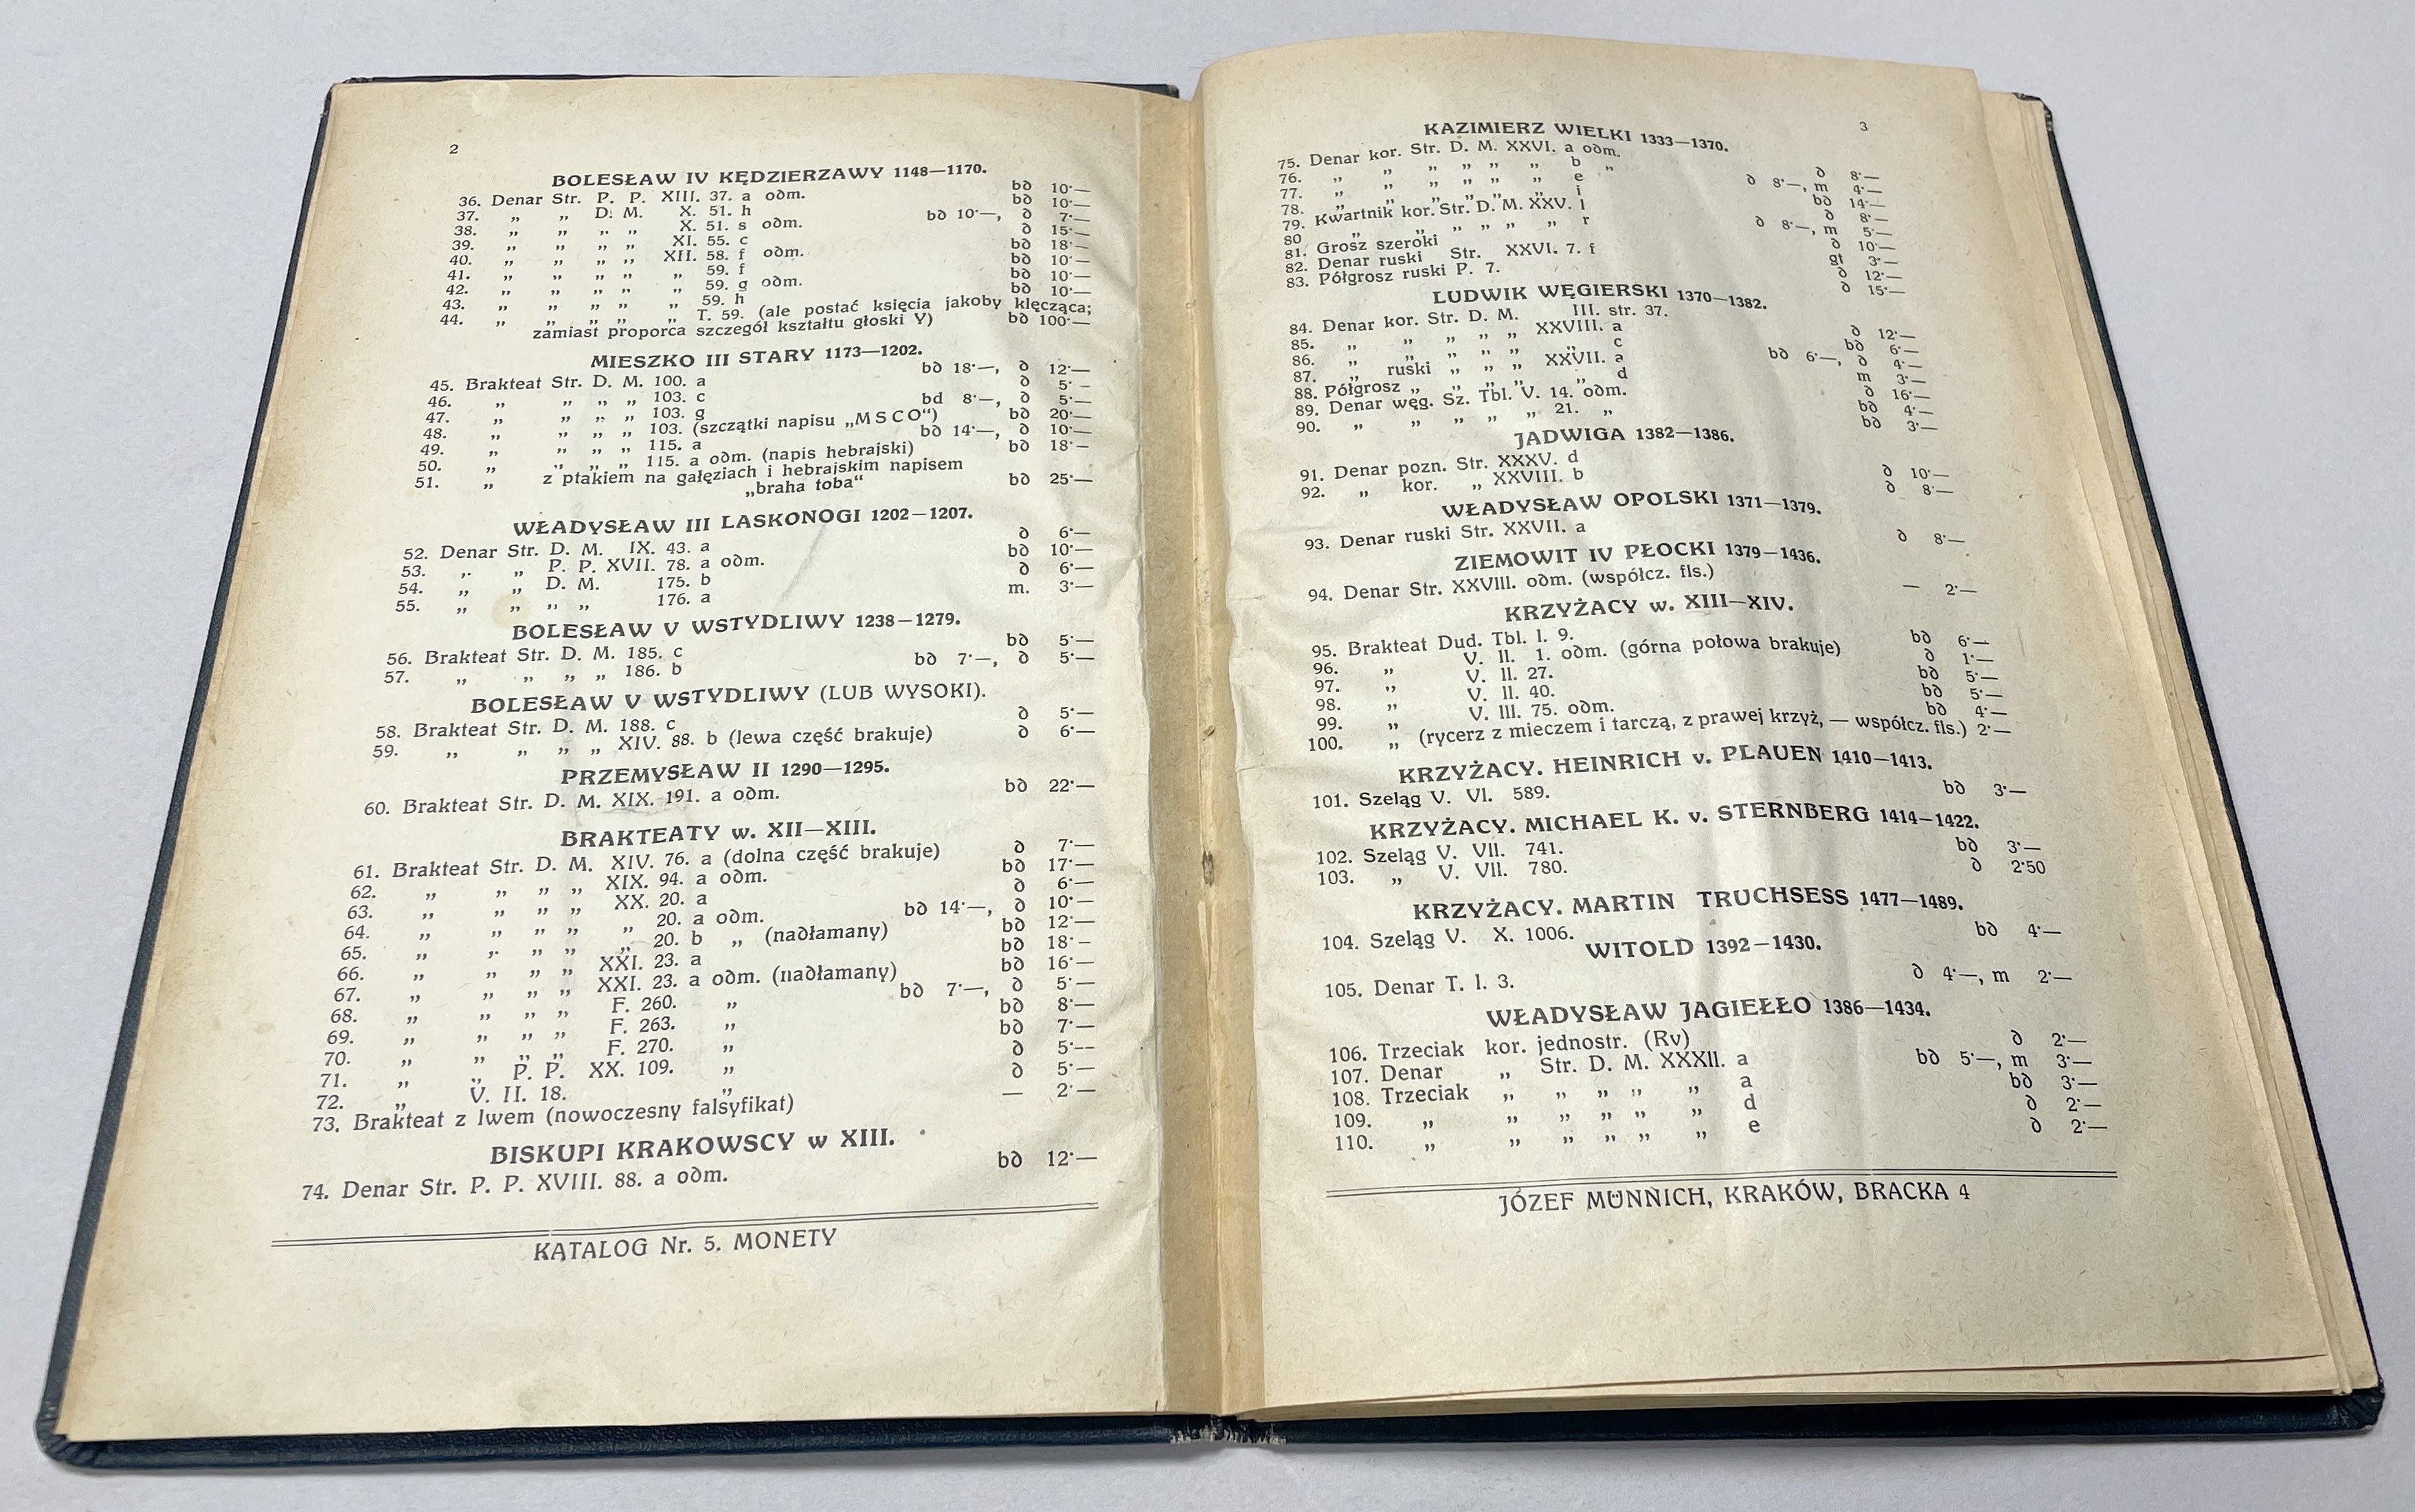 2
BOLESŁAW IV KĘDZIERZAWY 1148—1170.
36. Denar Str. P. P. XIII. 37. a odm. bd 10·—
37. „ „ D. M. X. 51. h bd 10·—
38. „ „ „ „ X. 51. s odm. bd 10·—, d 7·—
39. „ „ „ „ XI. 55. c d 15·—
40. „ „ „ „ XII. 58. f odm. bd 18·—
41. „ „ „ „ „ 59. f bd 10·—
42. „ „ „ „ „ 59. g odm. bd 10·—
43. „ „ „ „ „ 59. h bd 10·—
44. „ „ „ „ „ T. 59. (ale postać księcia jakoby klęcząca;
zamiast proporca szczegół kształtu głoski Y) bd 100·—
MIESZKO III STARY 1173—1202.
45. Brakteat Str. D. M. 100. a bd 18·—, d 12·—
46. „ „ „ „ 103. c d 5·—
47. „ „ „ „ 103. g bd 8·—, d 5·—
48. „ „ „ „ 103. (szczątki napisu „MSCO“) bd 20·—
49. „ „ „ „ 115. a bd 14·—, d 10·—
50. „ „ „ „ 115. a odm. (napis hebrajski) bd 18·—
51. „ z ptakiem na gałęziach i hebrajskim napisem
„braha toba“ bd 25·—
WŁADYSŁAW III LASKONOGI 1202—1207.
52. Denar Str. D. M. IX. 43. a d 6·—
53. „ „ P. P. XVII. 78. a odm. bd 10·—
54. „ „ D. M. 175. b d 6·—
55. „ „ „ „ 176. a m. 3·—
BOLESŁAW V WSTYDLIWY 1238—1279.
56. Brakteat Str. D. M. 185. c bd 5·—
57. „ „ „ „ 186. b bd 7·—, d 5·—
BOLESŁAW V WSTYDLIWY (LUB WYSOKI).
58. Brakteat Str. D. M. 188. c d 5·—
59. „ „ „ „ XIV. 88. b (lewa część brakuje) d 6·—
PRZEMYSŁAW II 1290—1295.
60. Brakteat Str. D. M. XIX. 191. a odm. bd 22·—
BRAKTEATY w. XII—XIII.
61. Brakteat Str. D. M. XIV. 76. a (dolna część brakuje) d 7·—
62. „ „ „ „ XIX. 94. a odm. bd 17·—
63. „ „ „ „ XX. 20. a d 6·—
64. „ „ „ „ „ 20. a odm. bd 14·—, d 10·—
65. „ „ „ „ „ 20. b „ (nadłamany) bd 12·—
66. „ „ „ „ XXI. 23. a bd 18·—
67. „ „ „ „ XXI. 23. a odm. (nadłamany) bd 16·—
68. „ „ „ „ F. 260. „ bd 7·—, d 5·—
69. „ „ „ „ F. 263. „ bd 8·—
70. „ „ „ „ F. 270. „ bd 7·—
71. „ „ P. P. XX. 109. „ d 5·—
72. „ V. II. 18. „ d 5·—
73. Brakteat z lwem (nowoczesny falsyfikat) — 2·—
BISKUPI KRAKOWSCY w XIII.
74. Denar Str. P. P. XVIII. 88. a odm. bd 12·—
KATALOG Nr. 5. MONETY
3
KAZIMIERZ WIELKI 1333—1370.
75. Denar kor. Str. D. M. XXVI. a odm. d 8·—
76. „ „ „ „ „ b „ d 8·—, m 4·—
77. „ „ „ „ „ e bd 14·—
78. „ „ „ „ „ i d 8·—
79. Kwartnik kor. Str. D. M. XXV. l d 8·—, m 5·—
80 „ „ „ „ „ r d 10·—
81. Grosz szeroki gt 3·—
82. Denar ruski Str. XXVI. 7. f d 12·—
83. Półgrosz ruski P. 7. d 15·—
LUDWIK WĘGIERSKI 1370—1382.
84. Denar kor. Str. D. M. III. str. 37. d 12·—
85. „ „ „ „ XXVIII. a bd 6·—
86. „ „ „ „ „ c bd 6·—, d 4·—
87. „ ruski „ „ „ XXVII. a m 3·—
88. Półgrosz „ „ „ „ „ d d 16·—
89. Denar węg. Sz. Tbl. V. 14. odm. bd 4·—
90. „ „ „ „ „ 21. „ bd 3·—
JADWIGA 1382—1386.
91. Denar pozn. Str. XXXV. d d 10·—
92. „ kor. „ XXVIII. b d 8·—
WŁADYSŁAW OPOLSKI 1371—1379.
93. Denar ruski Str. XXVII. a d 8·—
ZIEMOWIT IV PŁOCKI 1379—1436.
94. Denar Str. XXVIII. odm. (współcz. fls.) — 2·—
KRZYŻACY w. XIII—XIV.
95. Brakteat Dud. Tbl. I. 9. bd 6·—
96. „ V. II. 1. odm. (górna połowa brakuje) d 1·—
97. „ V. II. 27. bd 5·—
98. „ V. II. 40. bd 5·—
99. „ V. III. 75. odm. bd 4·—
100. „ (rycerz z mieczem i tarczą, z prawej krzyż, — współcz. fls.) 2·—
KRZYŻACY. HEINRICH v. PLAUEN 1410—1413.
101. Szeląg V. VI. 589. bd 3·—
KRZYŻACY. MICHAEL K. v. STERNBERG 1414—1422.
102. Szeląg V. VII. 741. bd 3·—
103. „ V. VII. 780. d 2·50
KRZYŻACY. MARTIN TRUCHSESS 1477—1489.
104. Szeląg V. X. 1006. bd 4·—
WITOLD 1392—1430.
105. Denar T. I. 3. d 4·—, m 2·—
WŁADYSŁAW JAGIEŁŁO 1386—1434.
106. Trzeciak kor. jednostr. (Rv) d 2·—
107. Denar „ Str. D. M. XXXII. a bd 5·—, m 3·—
108. Trzeciak „ „ „ „ „ a bd 3·—
109. „ „ „ „ „ „ d d 2·—
110. „ „ „ „ „ „ e d 2·—
JÓZEF MÜNNICH, KRAKÓW, BRACKA 4